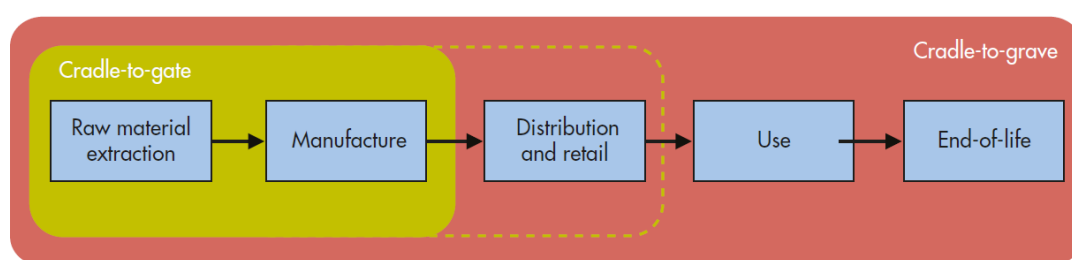 Cradle-to-grave
Cradle-to-gate
Raw material
extraction
Manufacture
Distribution
and retail
Use
End-of-life